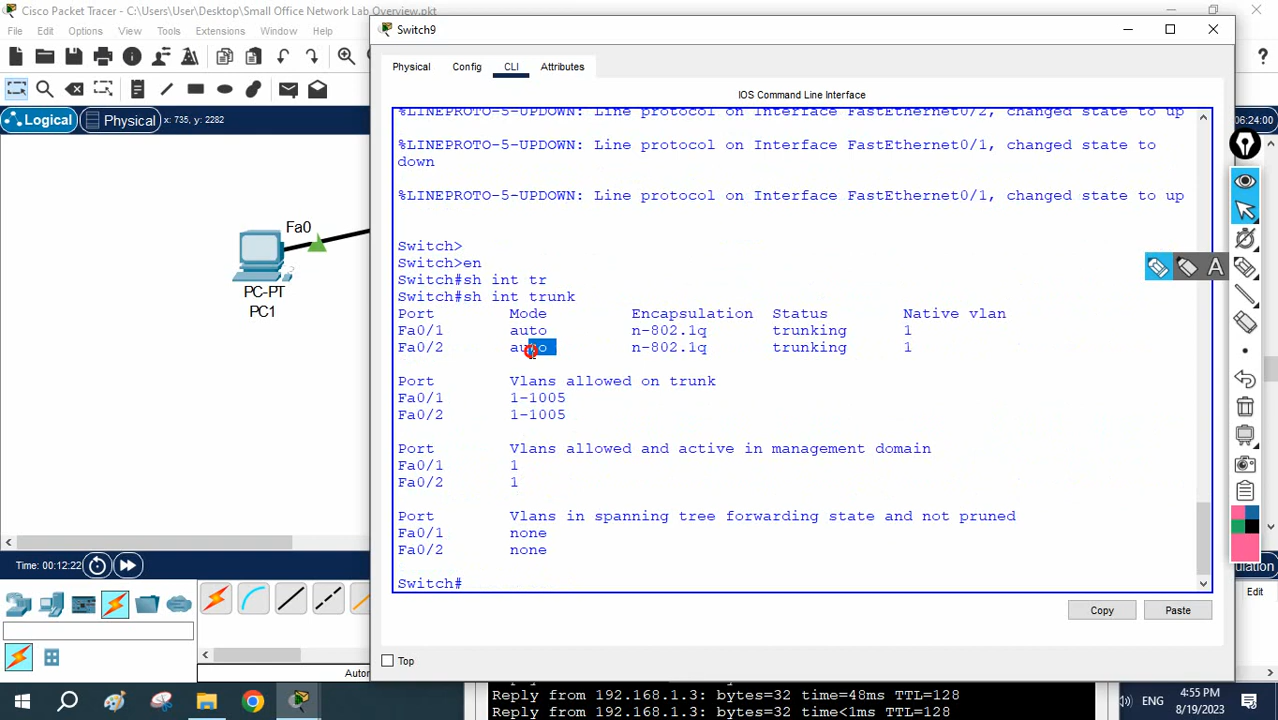 Cisco Packet Tracer - C:\Users\User\Desktop\Small Office Network Lab Overview.pkt
File Edit Options View Tools Extensions Window Help
Logical Physical x: 735, y: 2282
06:24:00
Fa0
PC-PT
PC1
Switch9
Physical Config CLI Attributes
IOS Command Line Interface
%LINEPROTO-5-UPDOWN: Line protocol on Interface FastEthernet0/2, changed state to up
%LINEPROTO-5-UPDOWN: Line protocol on Interface FastEthernet0/1, changed state to
down
%LINEPROTO-5-UPDOWN: Line protocol on Interface FastEthernet0/1, changed state to up
Switch>
Switch>en
Switch#sh int tr
Switch#sh int trunk
Port Mode Encapsulation Status Native vlan
Fa0/1 auto n-802.1q trunking 1
Fa0/2 auto n-802.1q trunking 1
Port Vlans allowed on trunk
Fa0/1 1-1005
Fa0/2 1-1005
Port Vlans allowed and active in management domain
Fa0/1 1
Fa0/2 1
Port Vlans in spanning tree forwarding state and not pruned
Fa0/1 none
Fa0/2 none
Switch#
Copy Paste
Top
A
Time: 00:12:22
Edit
Reply from 192.168.1.3: bytes=32 time=48ms TTL=128
Reply from 192.168.1.3: bytes=32 time<1ms TTL=128
ENG
4:55 PM
8/19/2023